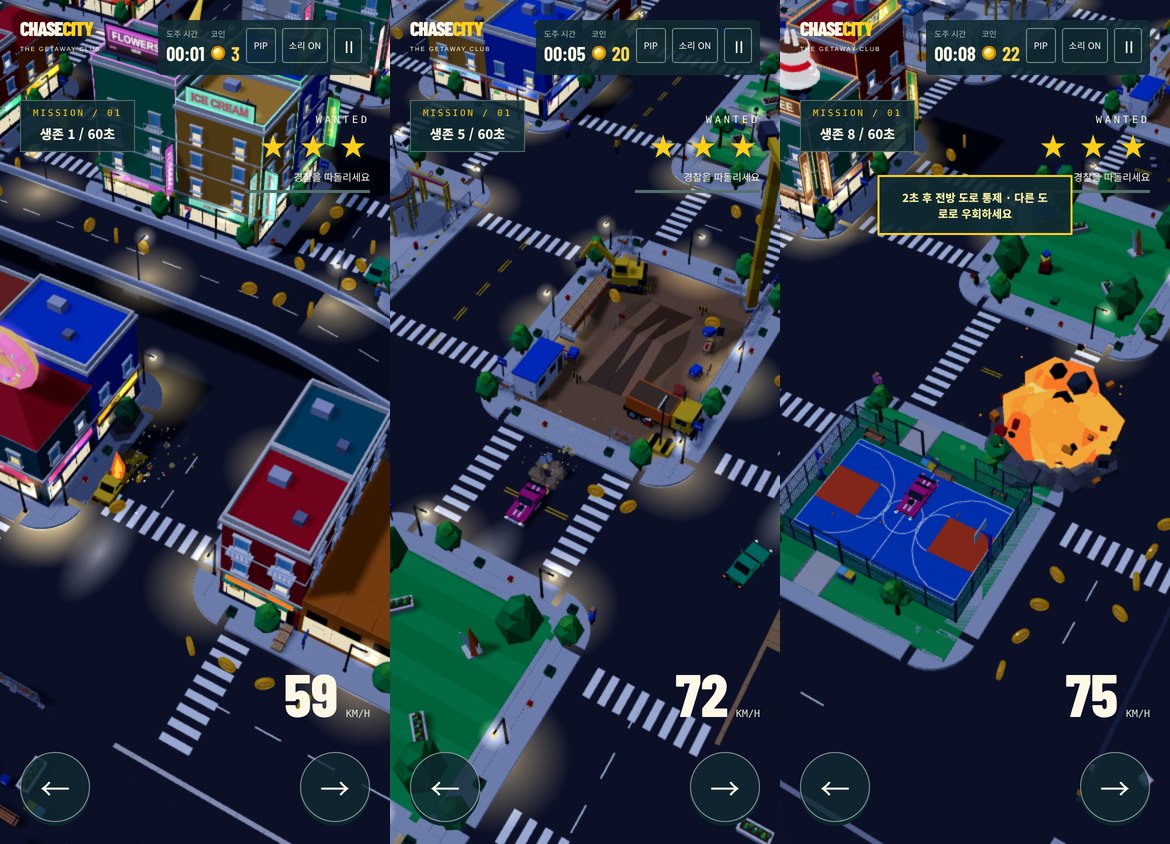 CHASECITY
THE GETAWAY CLUB
FLOWERS
도주 시간
코인
00:01
3
PIP
소리 ON
MISSION / 01
생존 1 / 60초
ICE CREAM
WANTED
경찰을 따돌리세요
59 KM/H
CHASECITY
THE GETAWAY CLUB
도주 시간
코인
00:05
20
PIP
소리 ON
MISSION / 01
생존 5 / 60초
WANTED
경찰을 따돌리세요
72 KM/H
CHASECITY
THE GETAWAY CLUB
도주 시간
코인
00:08
22
PIP
소리 ON
MISSION / 01
생존 8 / 60초
WANTED
경찰을 따돌리세요
2초 후 전방 도로 통제 · 다른 도
로로 우회하세요
75 KM/H